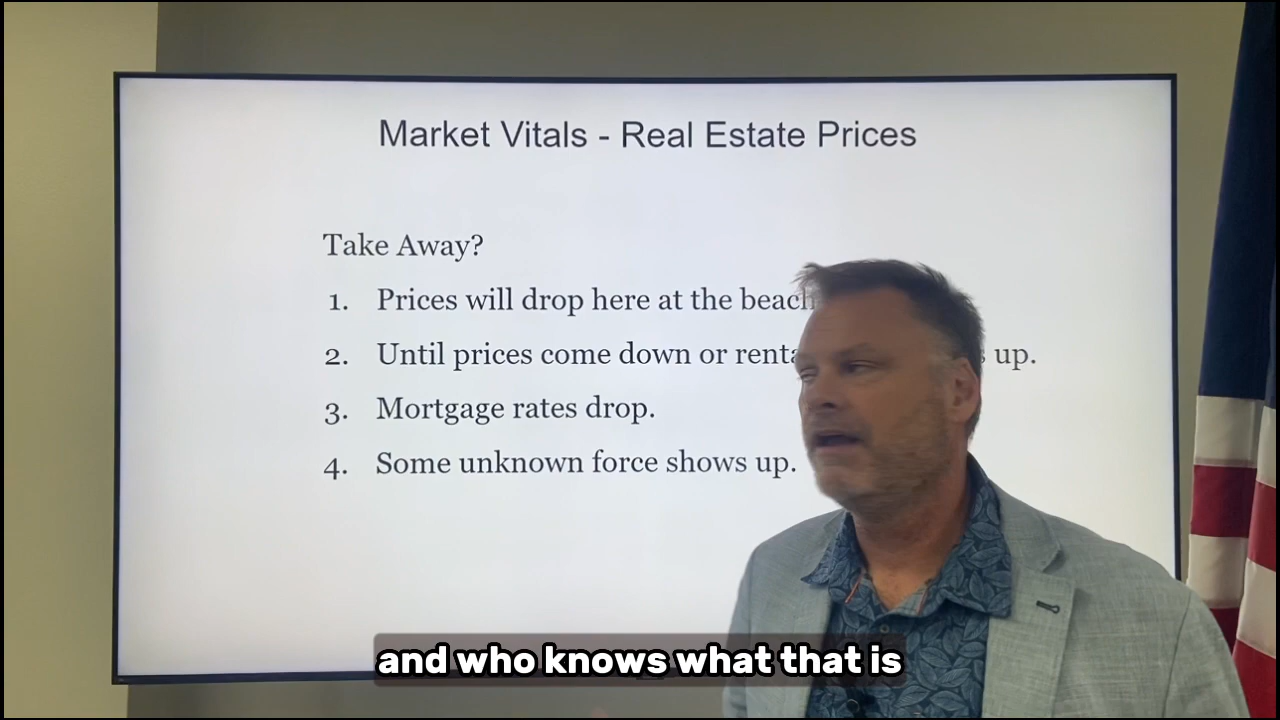 Market Vitals - Real Estate Prices
Take Away?
1. Prices will drop here at the beach
2. Until prices come down or up.
3. Mortgage rates drop.
4. Some unknown force shows up.
and who knows what that is